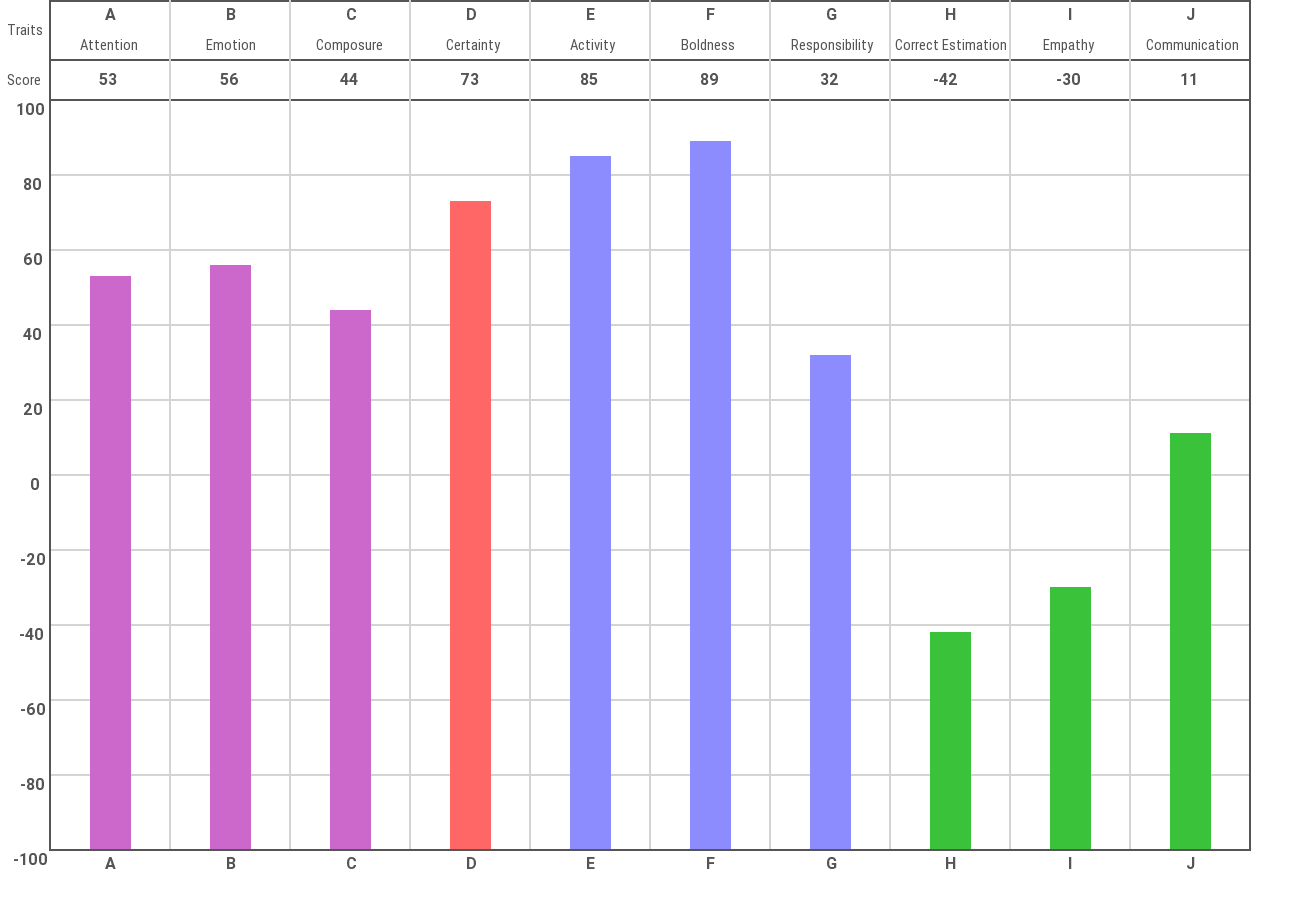 A B C D E F G H I J
Traits
Attention Emotion Composure Certainty Activity Boldness Responsibility Correct Estimation Empathy Communication
Score 53 56 44 73 85 89 32 -42 -30 11
100
80
60
40
20
0
-20
-40
-60
-80
-100
A B C D E F G H I J